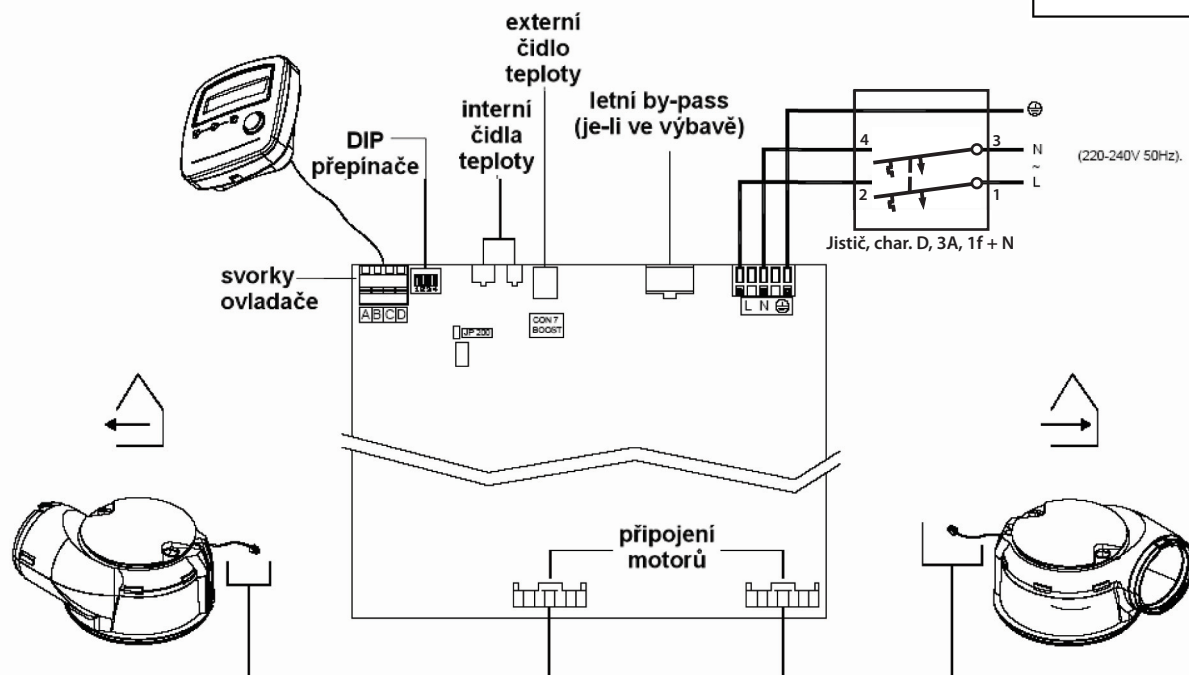 externí
čidlo
teploty
interní
čidla
teploty
letní by-pass
(je-li ve výbavě)
DIP
přepínače
4
3
N
~
L
2
1
(220-240V 50Hz).
Jistič, char. D, 3A, 1f + N
svorky
ovladače
1234
A B C D
JP 200
CON 7
BOOST
L N
připojení
motorů